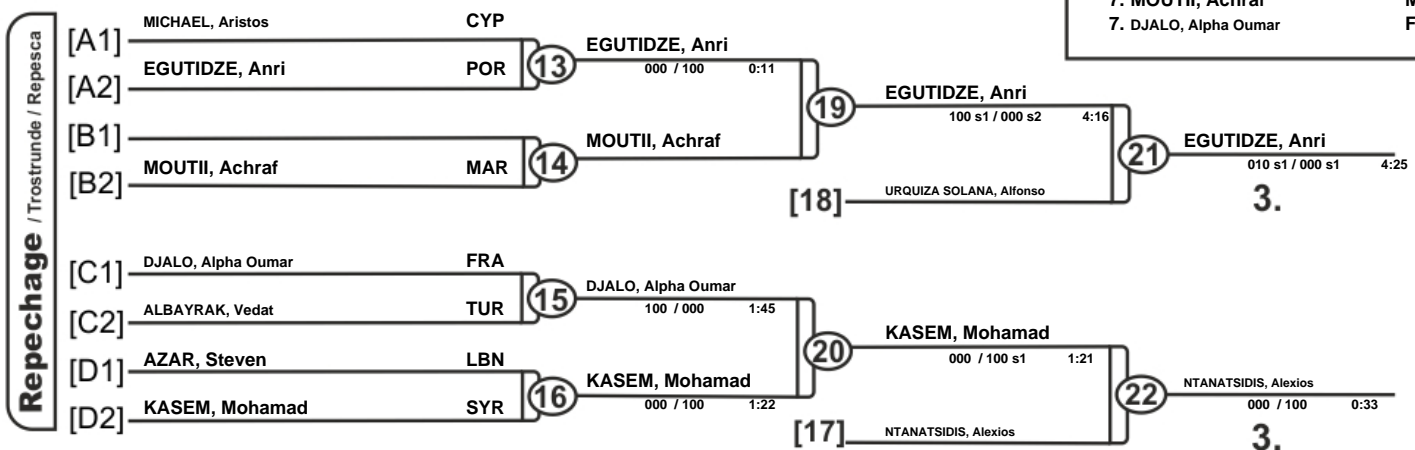 7. MOUTII, Achraf
7. DJALO, Alpha Oumar F
Repechage / Trostrunde / Repesca
[A1] MICHAEL, Aristos CYP
[A2] EGUTIDZE, Anri POR
13 EGUTIDZE, Anri
000 / 100 0:11
[B1]
[B2] MOUTII, Achraf MAR
14 MOUTII, Achraf
19 EGUTIDZE, Anri
100 s1 / 000 s2 4:16
[18] URQUIZA SOLANA, Alfonso
21 EGUTIDZE, Anri
010 s1 / 000 s1 4:25
3.
[C1] DJALO, Alpha Oumar FRA
[C2] ALBAYRAK, Vedat TUR
15 DJALO, Alpha Oumar
100 / 000 1:45
[D1] AZAR, Steven LBN
[D2] KASEM, Mohamad SYR
16 KASEM, Mohamad
000 / 100 1:22
20 KASEM, Mohamad
000 / 100 s1 1:21
[17] NTANATSIDIS, Alexios
22 NTANATSIDIS, Alexios
000 / 100 0:33
3.